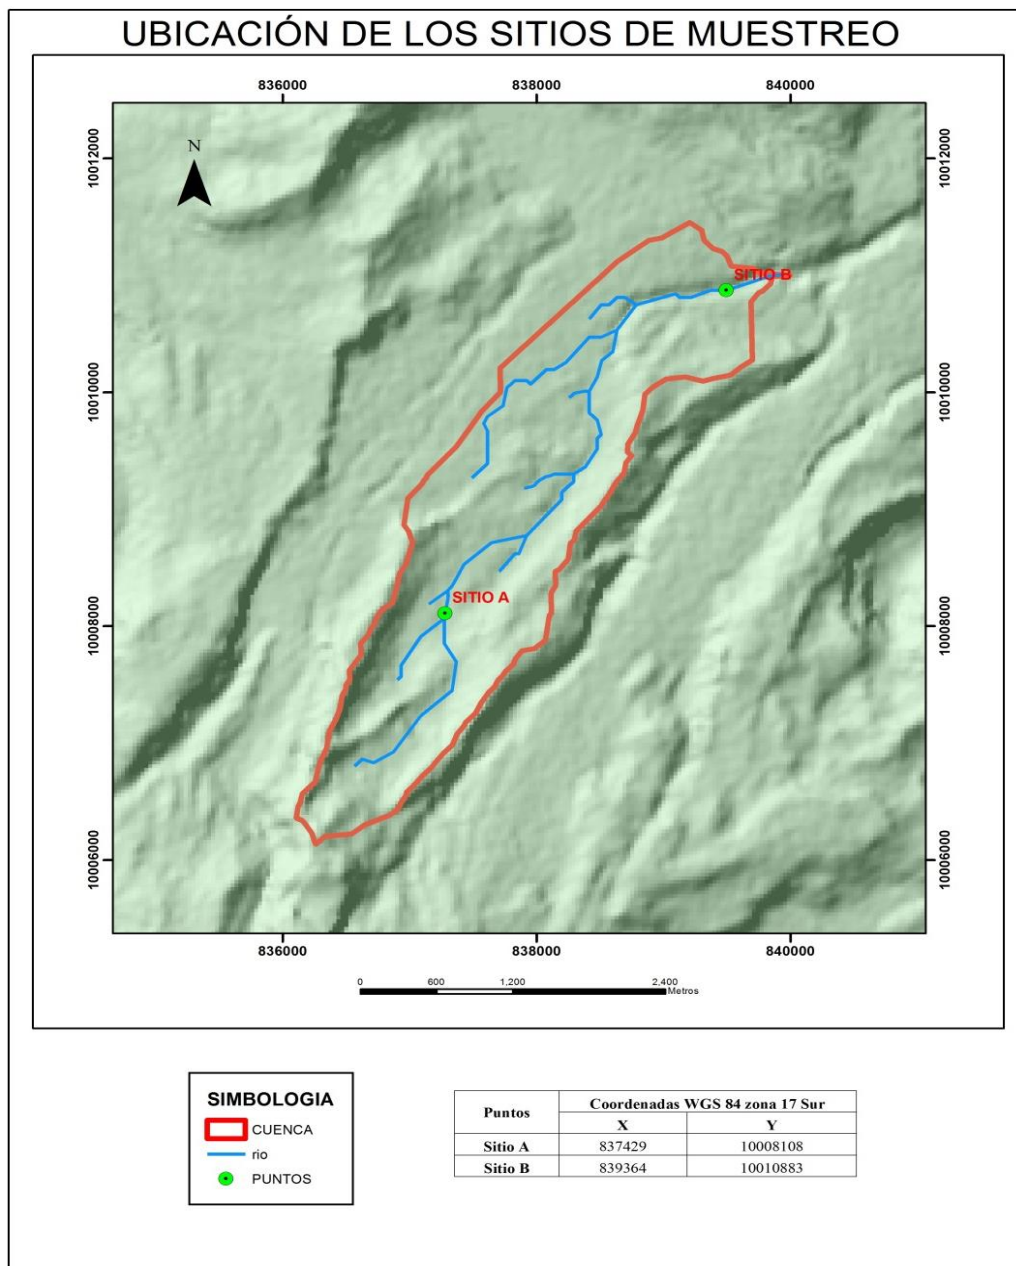 UBICACIÓN DE LOS SITIOS DE MUESTREO
836000 838000 840000
N
10012000 10012000
SITIO B
10010000 10010000
SITIO A
10008000 10008000
10006000 10006000
836000 838000 840000
0 600 1,200 2,400
Metros
SIMBOLOGIA
CUENCA
rio
PUNTOS
Puntos Coordenadas WGS 84 zona 17 Sur
X Y
Sitio A 837429 10008108
Sitio B 839364 10010883